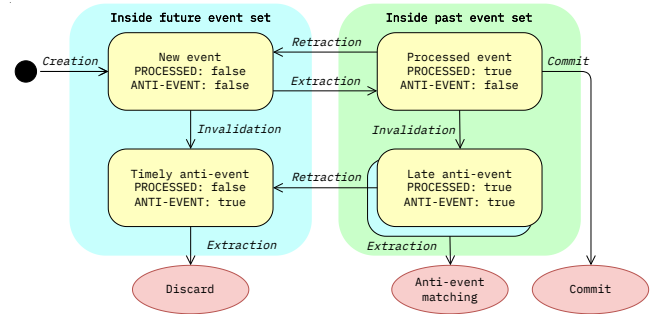 Inside future event set
Inside past event set
Creation
New event
PROCESSED: false
ANTI-EVENT: false
Retraction
Extraction
Processed event
PROCESSED: true
ANTI-EVENT: false
Commit
Invalidation
Invalidation
Timely anti-event
PROCESSED: false
ANTI-EVENT: true
Retraction
Late anti-event
PROCESSED: true
ANTI-EVENT: true
Extraction
Extraction
Discard
Anti-event
matching
Commit